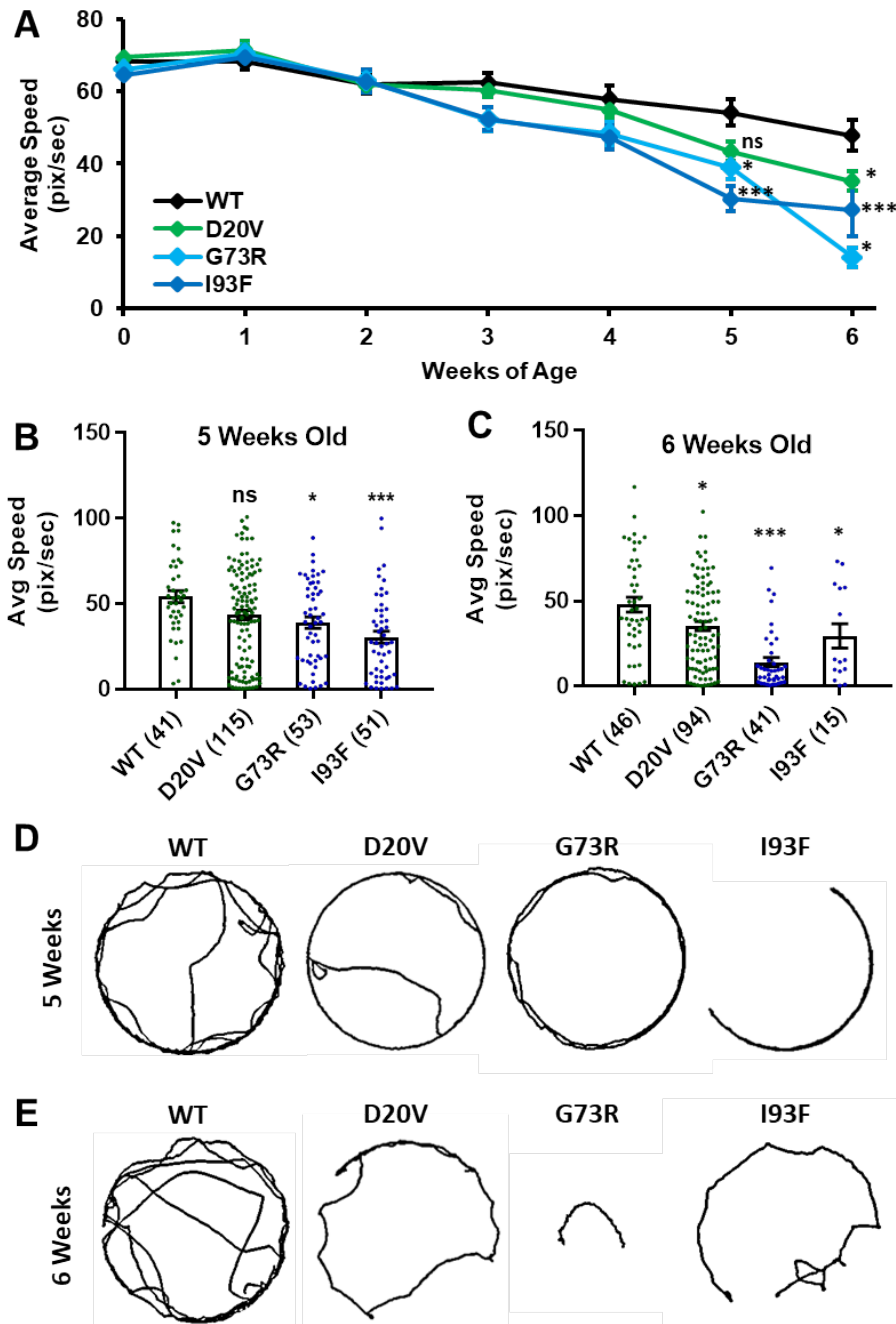 A
Average Speed
(pix/sec)
80
60
40
20
0
WT
D20V
G73R
I93F
ns
*
***
*
***
*
0 1 2 3 4 5 6
Weeks of Age
B
5 Weeks Old
Avg Speed
(pix/sec)
150
100
50
0
ns * ***
WT (41) D20V (115) G73R (53) I93F (51)
C
6 Weeks Old
Avg Speed
(pix/sec)
150
100
50
0
* *** *
WT (46) D20V (94) G73R (41) I93F (15)
D
WT D20V G73R I93F
5 Weeks
E
WT D20V G73R I93F
6 Weeks